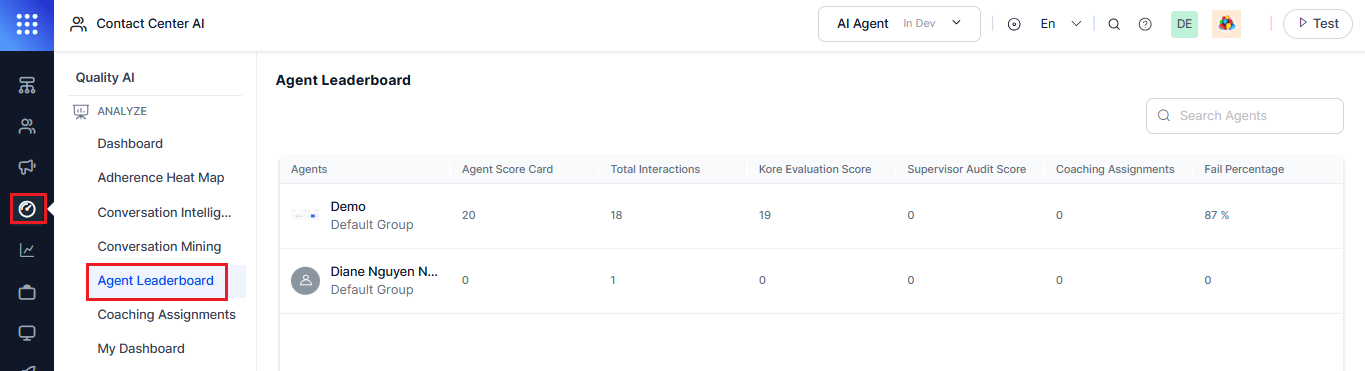 Contact Center AI
AI Agent In Dev
En
DE
Test
Quality AI
ANALYZE
Dashboard
Adherence Heat Map
Conversation Intellig...
Conversation Mining
Agent Leaderboard
Coaching Assignments
My Dashboard
Agent Leaderboard
Search Agents
Agents Agent Score Card Total Interactions Kore Evaluation Score Supervisor Audit Score Coaching Assignments Fail Percentage
Demo
Default Group
20 18 19 0 0 87 %
Diane Nguyen N...
Default Group
0 1 0 0 0 0